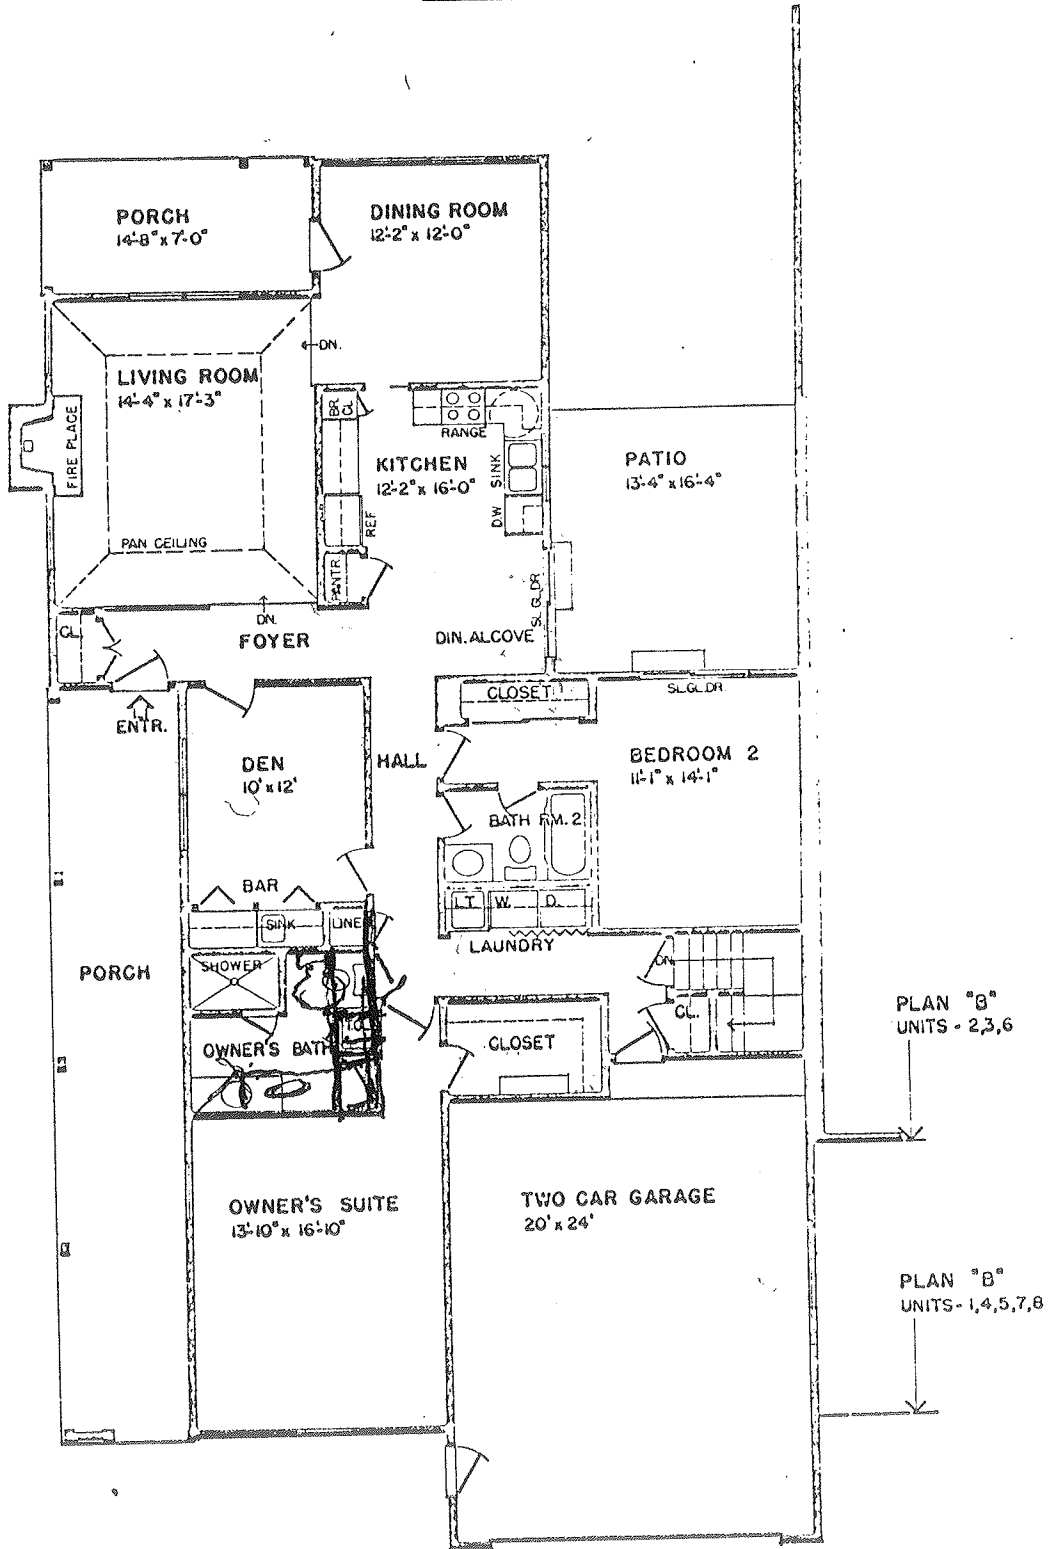 PORCH
14'-8" x 7'-0"
DINING ROOM
12'-2" x 12'-0"
DN.
LIVING ROOM
14'-4" x 17'-3"
FIRE PLACE
PAN CEILING
BR.
CL.
RANGE
KITCHEN
12'-2" x 16'-0"
SINK
D.W.
REF.
PANTR.
PATIO
13'-4" x 16'-4"
SL. GL. DR.
DIN. ALCOVE
DN.
FOYER
CL.
ENTR.
CLOSET
SL. GL. DR.
DEN
10' x 12'
HALL
BEDROOM 2
11'-1" x 14'-1"
BATH RM. 2
BAR
SINK
LINE
L.T.
W.
D.
LAUNDRY
PORCH
SHOWER
DN.
CL.
OWNER'S BATH
CLOSET
PLAN "B"
UNITS - 2,3,6
OWNER'S SUITE
13'-10" x 16'-10"
TWO CAR GARAGE
20' x 24'
PLAN "B"
UNITS - 1,4,5,7,8